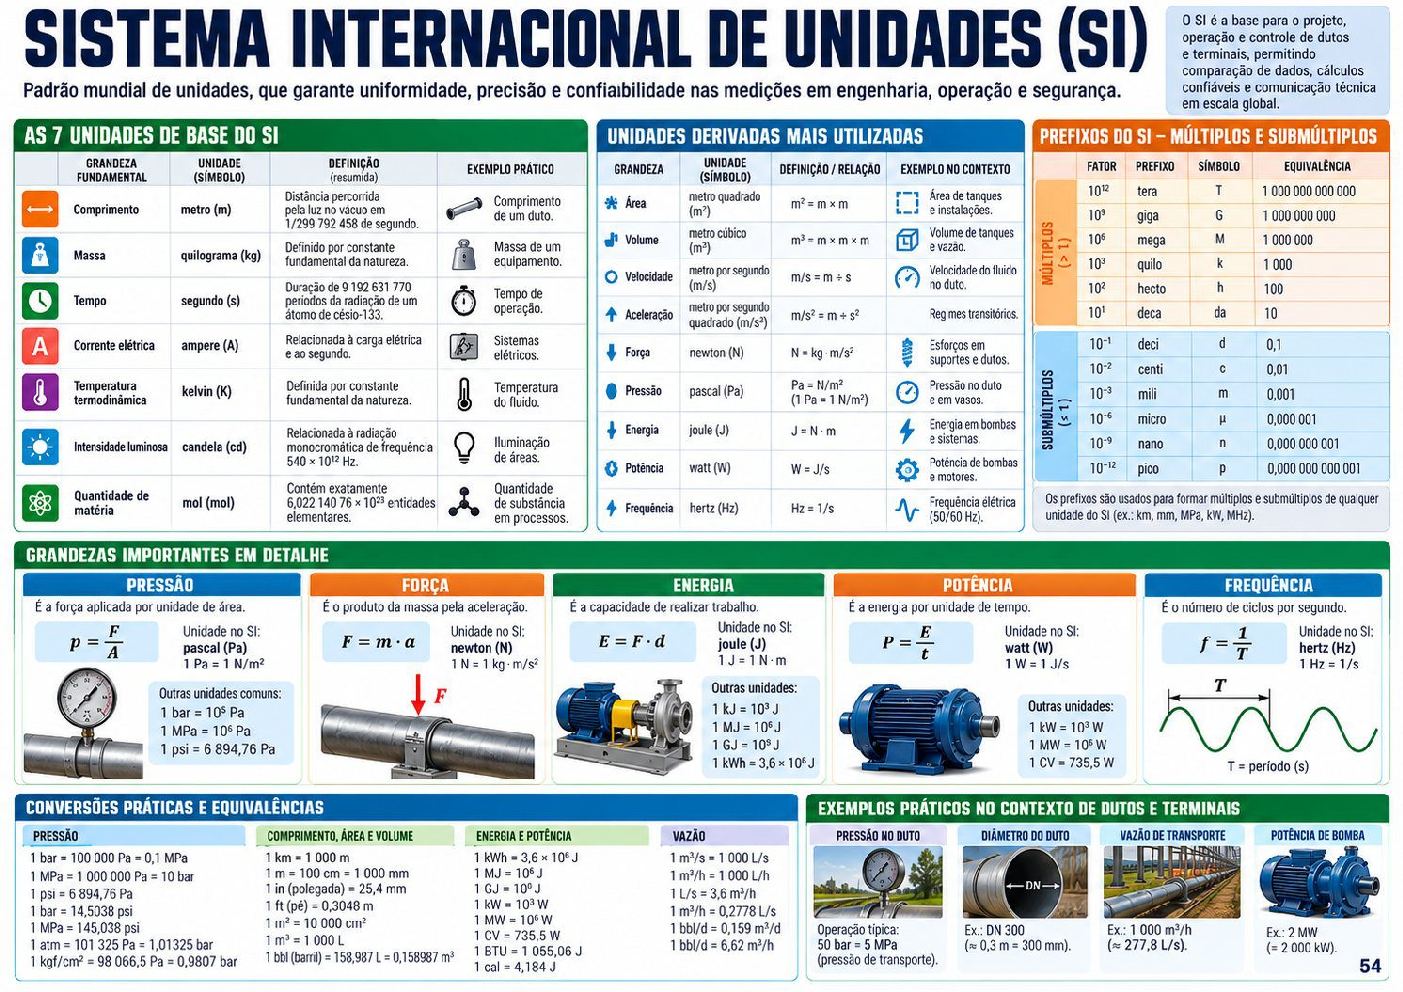 SISTEMA INTERNACIONAL DE UNIDADES (SI)
Padrão mundial de unidades, que garante uniformidade, precisão e confiabilidade nas medições em engenharia, operação e segurança.
O SI é a base para o projeto,
operação e controle de dutos
e terminais, permitindo
comparação de dados, cálculos
confiáveis e comunicação técnica
em escala global.
AS 7 UNIDADES DE BASE DO SI
GRANDEZA FUNDAMENTAL UNIDADE (SÍMBOLO) DEFINIÇÃO (resumida) EXEMPLO PRÁTICO
Comprimento metro (m) Distância percorrida pela luz no vácuo em 1/299 792 458 de segundo. Comprimento de um duto.
Massa quilograma (kg) Definido por constante fundamental da natureza. Massa de um equipamento.
Tempo segundo (s) Duração de 9 192 631 770 períodos da radiação de um átomo de césio-133. Tempo de operação.
A Corrente elétrica ampere (A) Relacionada à carga elétrica e ao segundo. Sistemas elétricos.
Temperatura termodinâmica kelvin (K) Definida por constante fundamental da natureza. Temperatura do fluido.
Intersidade luminosa candela (cd) Relacionada à radiação monocromática de frequência 540 × 10¹² Hz. Iluminação de áreas.
Quantidade de matéria mol (mol) Contém exatamente 6,022 140 76 × 10²³ entidades elementares. Quantidade de substância em processos.
UNIDADES DERIVADAS MAIS UTILIZADAS
GRANDEZA UNIDADE (SÍMBOLO) DEFINIÇÃO / RELAÇÃO EXEMPLO NO CONTEXTO
Área metro quadrado (m²) m² = m × m Área de tanques e instalações.
Volume metro cúbico (m³) m³ = m × m × m Volume de tanques e vazão.
Velocidade metro por segundo (m/s) m/s = m ÷ s Velocidade do fluido no duto.
Aceleração metro por segundo quadrado (m/s²) m/s² = m ÷ s² Reg mes transitórios.
Força newton (N) N = kg · m/s² Esforços em suportes e dutos.
Pressão pascal (Pa) Pa = N/m² (1 Pa = 1 N/m²) Pressão no duto e em vasos.
Energia joule (J) J = N · m Energia em bombas e sistemas.
Potência watt (W) W = J/s Potência de bombas e motores.
Frequência hertz (Hz) Hz = 1/s Frequência elétrica (50/60 Hz).
PREFIXOS DO SI – MÚLTIPLOS E SUBMÚLTIPLOS
FATOR PREFIXO SÍMBOLO EQUIVALÊNCIA
MÚLTIPLOS (> 1)
10¹² tera T 1 000 000 000 000
10⁹ giga G 1 000 000 000
10⁶ mega M 1 000 000
10³ quilo k 1 000
10² hecto h 100
10¹ deca da 10
SUBMÚLTIPLOS (≤ 1)
10⁻¹ deci d 0,1
10⁻² centi c 0,01
10⁻³ mili m 0,001
10⁻⁶ micro µ 0,000 001
10⁻⁹ nano n 0,000 000 001
10⁻¹² pico p 0,000 000 000 001
Os prefixos são usados para formar múltiplos e submúltiplos de qualquer
unidade do SI (ex.: km, mm, MPa, kW, MHz).
GRANDEZAS IMPORTANTES EM DETALHE
PRESSÃO
É a força aplicada por unidade de área.
p = F/A
Unidade no SI:
pascal (Pa)
1 Pa = 1 N/m²
Outras unidades comuns:
1 bar = 10⁵ Pa
1 MPa = 10⁶ Pa
1 psi = 6 894,76 Pa
FORÇA
É o produto da massa pela aceleração.
F = m · a
Unidade no SI:
newton (N)
1 N = 1 kg · m/s²
F
ENERGIA
É a capacidade de realizar trabalho.
E = F · d
Unidade no SI:
joule (J)
1 J = 1 N · m
Outras unidades:
1 kJ = 10³ J
1 MJ = 10⁶ J
1 GJ = 10⁹ J
1 kWh = 3,6 × 10⁶ J
POTÊNCIA
É a energia por unidade de tempo.
P = E/t
Unidade no SI:
watt (W)
1 W = 1 J/s
Outras unidades:
1 kW = 10³ W
1 MW = 10⁶ W
1 CV = 735,5 W
FREQUÊNCIA
É o número de ciclos por segundo.
f = 1/T
Unidade no SI:
hertz (Hz)
1 Hz = 1/s
T
T = período (s)
CONVERSÕES PRÁTICAS E EQUIVALÊNCIAS
PRESSÃO
1 bar = 100 000 Pa = 0,1 MPa
1 MPa = 1 000 000 Pa = 10 bar
1 psi = 6 894,76 Pa
1 bar = 14,5038 psi
1 MPa = 145,038 psi
1 atm = 101 325 Pa = 1,01325 bar
1 kgf/cm² = 98 066,5 Pa = 0,9807 bar
COMPRIMENTO, ÁREA E VOLUME
1 km = 1 000 m
1 m = 100 cm = 1 000 mm
1 in (polegada) = 25,4 mm
1 ft (pé) = 0,3048 m
1 m² = 10 000 cm²
1 m³ = 1 000 L
1 bbl (barril) = 158,987 L = 0,158987 m³
ENERGIA E POTÊNCIA
1 kWh = 3,6 × 10⁶ J
1 MJ = 10⁶ J
1 GJ = 10⁹ J
1 kW = 10³ W
1 MW = 10⁶ W
1 CV = 735,5 W
1 BTU = 1 055,06 J
1 cal = 4,184 J
VAZÃO
1 m³/s = 1 000 L/s
1 m³/h = 1 000 L/h
1 L/s = 3,6 m³/h
1 m³/h = 0,2778 L/s
1 bbl/d = 0,159 m³/d
1 bbl/d = 6,62 m³/h
EXEMPLOS PRÁTICOS NO CONTEXTO DE DUTOS E TERMINAIS
PRESSÃO NO DUTO
Operação típica:
50 bar = 5 MPa
(pressão de transporte).
DIÂMETRO DO DUTO
DN
Ex.: DN 300
(≈ 0,3 m = 300 mm).
VAZÃO DE TRANSPORTE
Ex.: 1 000 m³/h
(≈ 277,8 L/s).
POTÊNCIA DE BOMBA
Ex.: 2 MW
(= 2 000 kW).
54